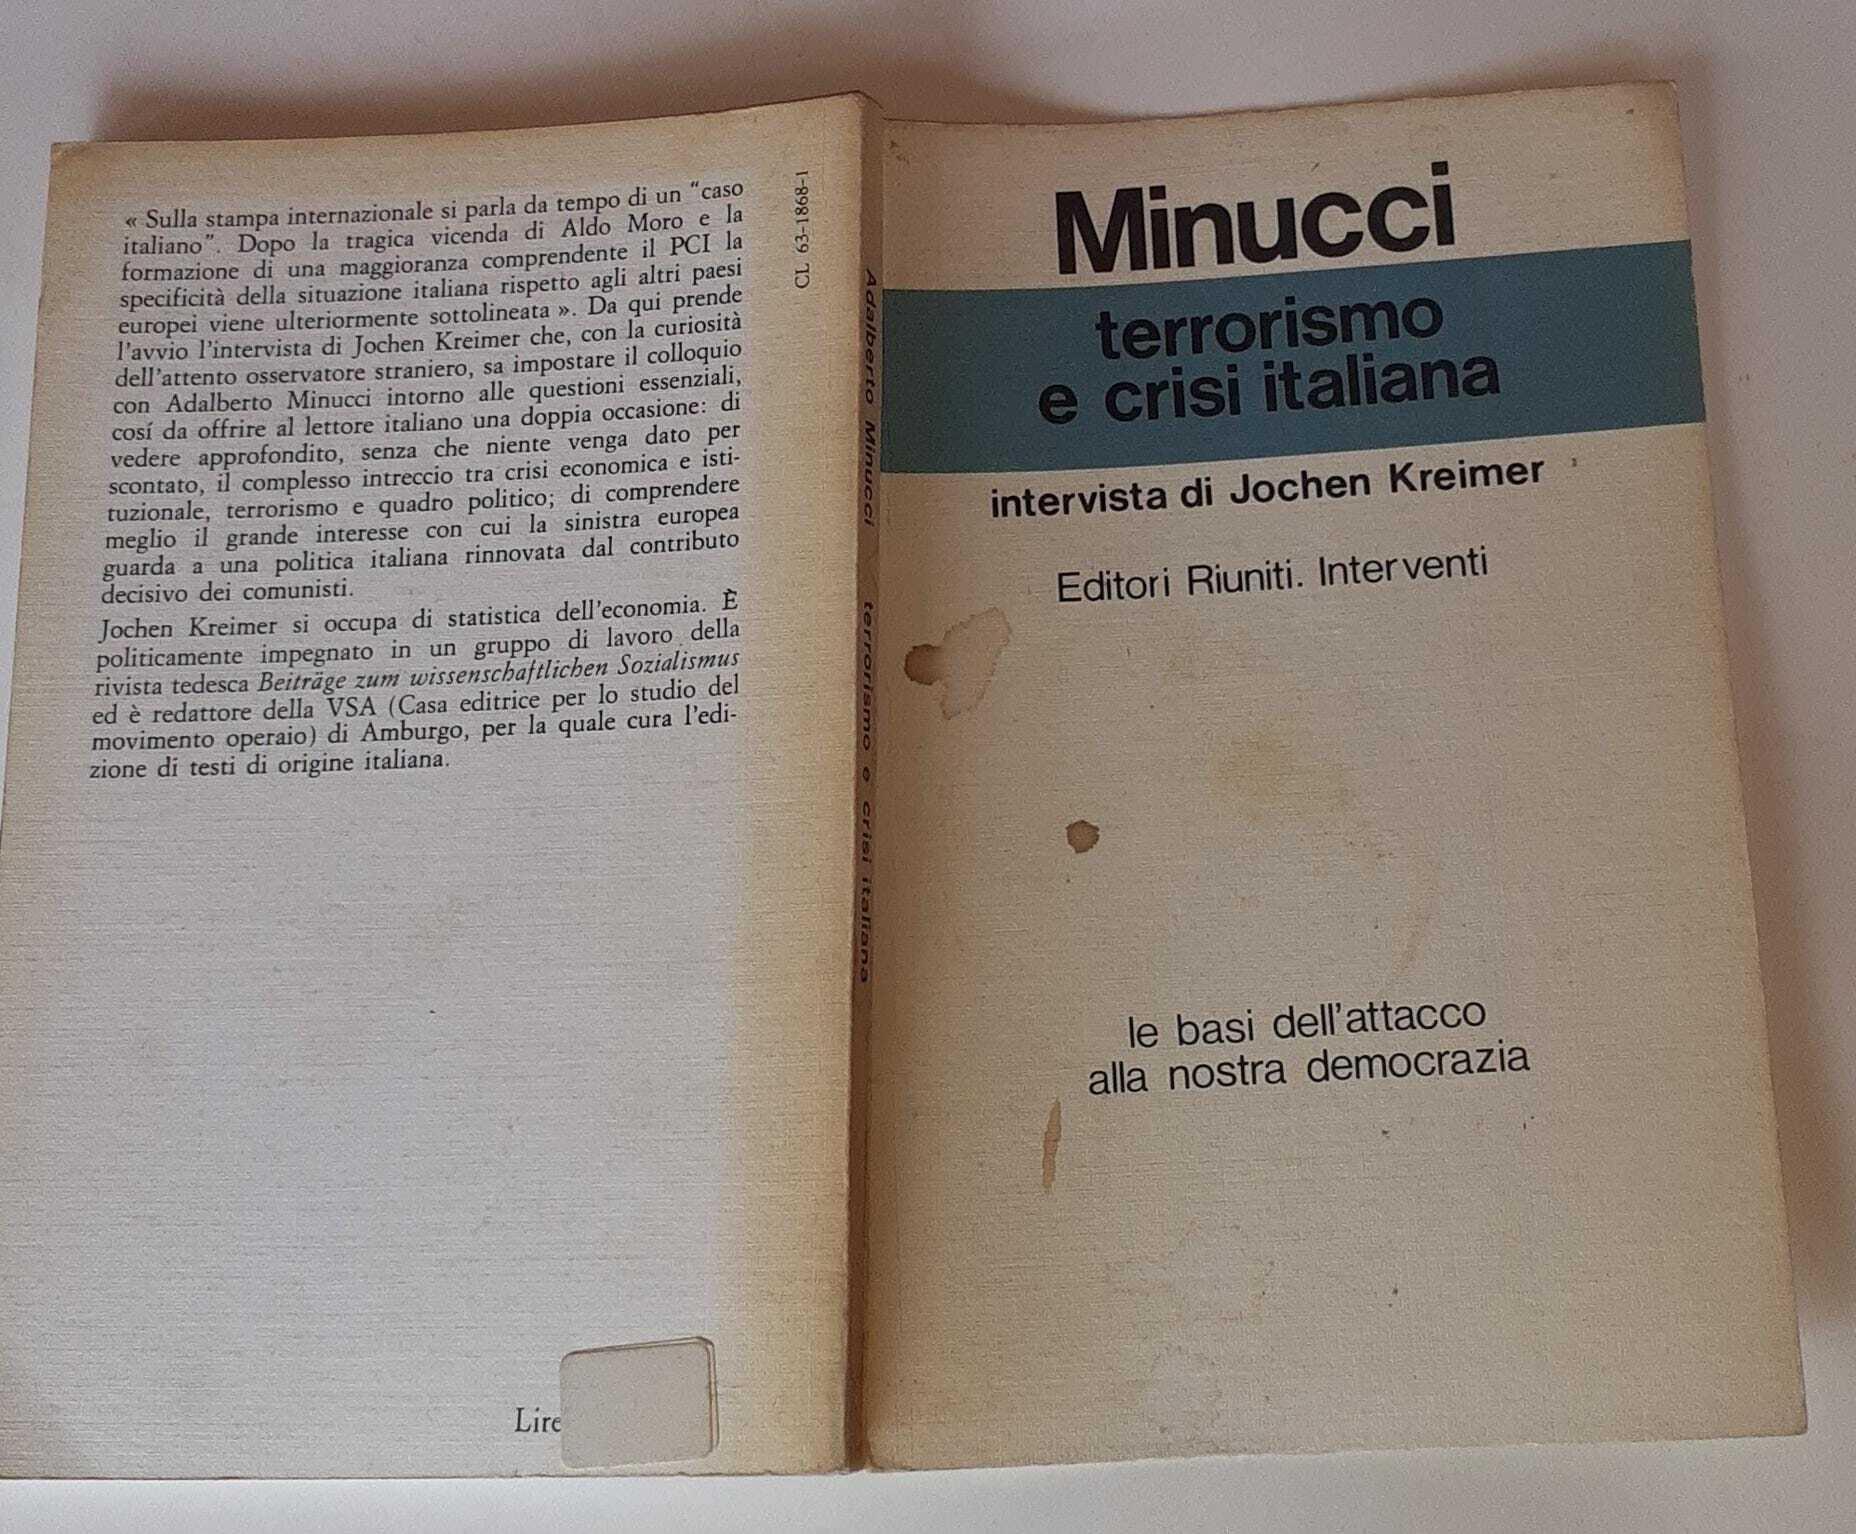 « Sulla stampa internazionale si parla da tempo di un “caso
italiano”. Dopo la tragica vicenda di Aldo Moro e la
formazione di una maggioranza comprendente il PCI la
specificità della situazione italiana rispetto agli altri paesi
europei viene ulteriormente sottolineata ». Da qui prende
l’avvio l’intervista di Jochen Kreimer che, con la curiosità
dell’attento osservatore straniero, sa impostare il colloquio
con Adalberto Minucci intorno alle questioni essenziali,
cosí da offrire al lettore italiano una doppia occasione: di
vedere approfondito, senza che niente venga dato per
scontato, il complesso intreccio tra crisi economica e isti-
tuzionale, terrorismo e quadro politico; di comprendere
meglio il grande interesse con cui la sinistra europea
guarda a una politica italiana rinnovata dal contributo
decisivo dei comunisti.
Jochen Kreimer si occupa di statistica dell’economia. È
politicamente impegnato in un gruppo di lavoro della
rivista tedesca Beiträge zum wissenschaftlichen Sozialismus
ed è redattore della VSA (Casa editrice per lo studio del
movimento operaio) di Amburgo, per la quale cura l’edi-
zione di testi di origine italiana.
CL 63-1868-1
Lire
Adalberto Minucci terrorismo e crisi italiana
Minucci
terrorismo
e crisi italiana
intervista di Jochen Kreimer
Editori Riuniti. Interventi
le basi dell’attacco
alla nostra democrazia